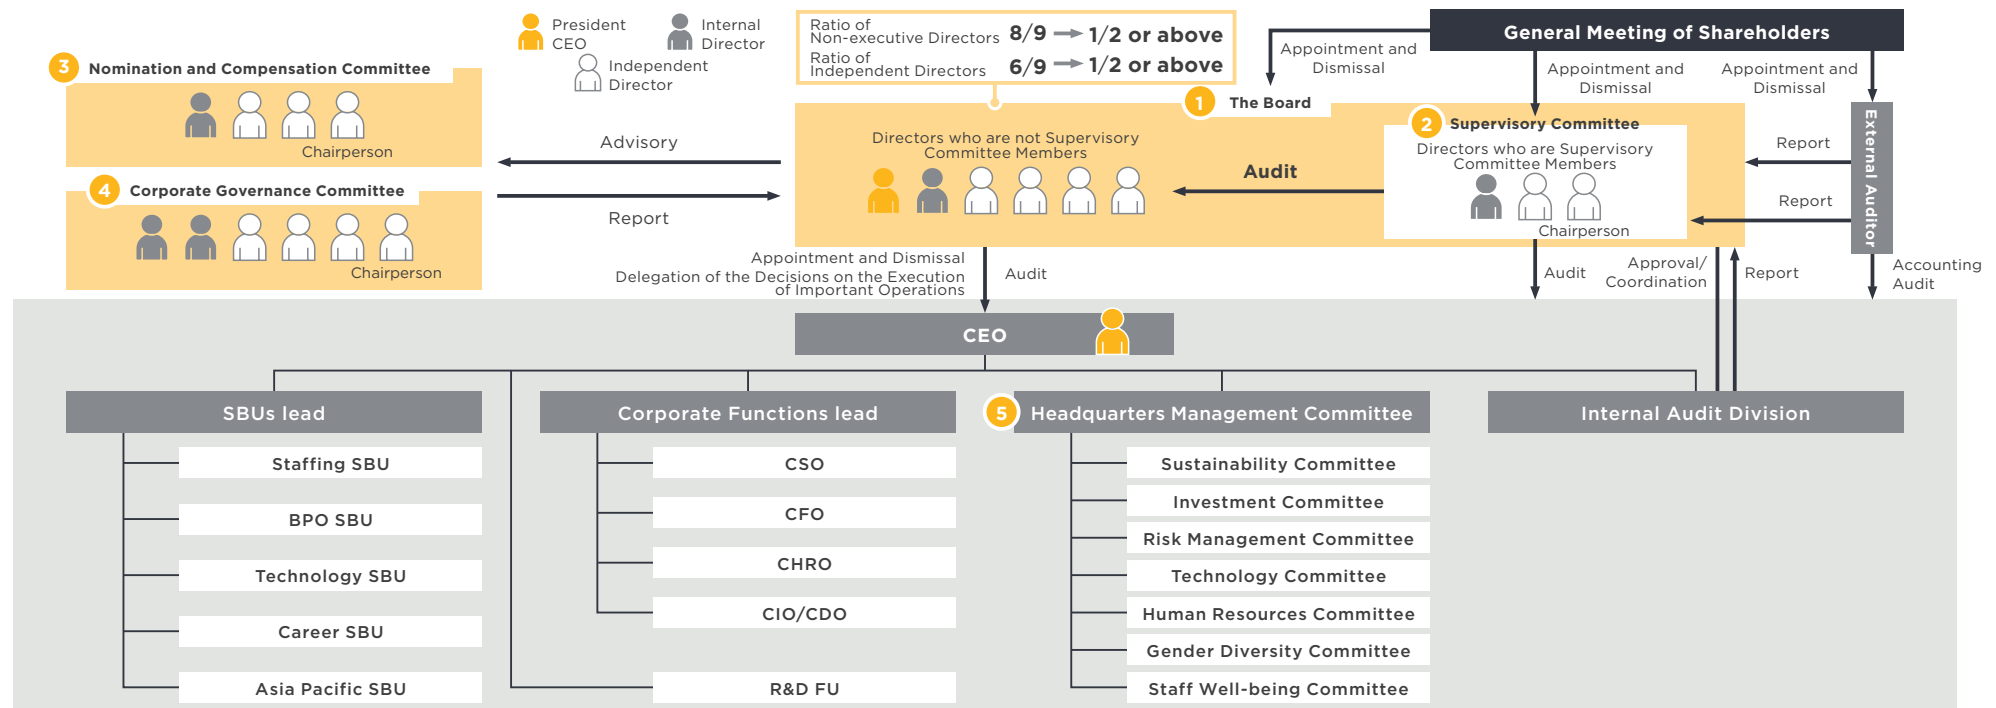 President
CEO
Internal
Director
Independent
Director
Ratio of
Non-executive Directors 8/9 → 1/2 or above
Ratio of
Independent Directors 6/9 → 1/2 or above
General Meeting of Shareholders
Appointment and
Dismissal
Appointment and
Dismissal
Appointment and
Dismissal
3 Nomination and Compensation Committee
Chairperson
4 Corporate Governance Committee
Chairperson
Advisory
Report
1 The Board
Directors who are not Supervisory
Committee Members
Audit
2 Supervisory Committee
Directors who are Supervisory
Committee Members
Chairperson
Report
Report
External Auditor
Appointment and Dismissal
Delegation of the Decisions on the Execution
of Important Operations
Audit
Audit
Approval/
Coordination
Report
Accounting
Audit
CEO
SBUs lead
Staffing SBU
BPO SBU
Technology SBU
Career SBU
Asia Pacific SBU
Corporate Functions lead
CSO
CFO
CHRO
CIO/CDO
R&D FU
5 Headquarters Management Committee
Sustainability Committee
Investment Committee
Risk Management Committee
Technology Committee
Human Resources Committee
Gender Diversity Committee
Staff Well-being Committee
Internal Audit Division